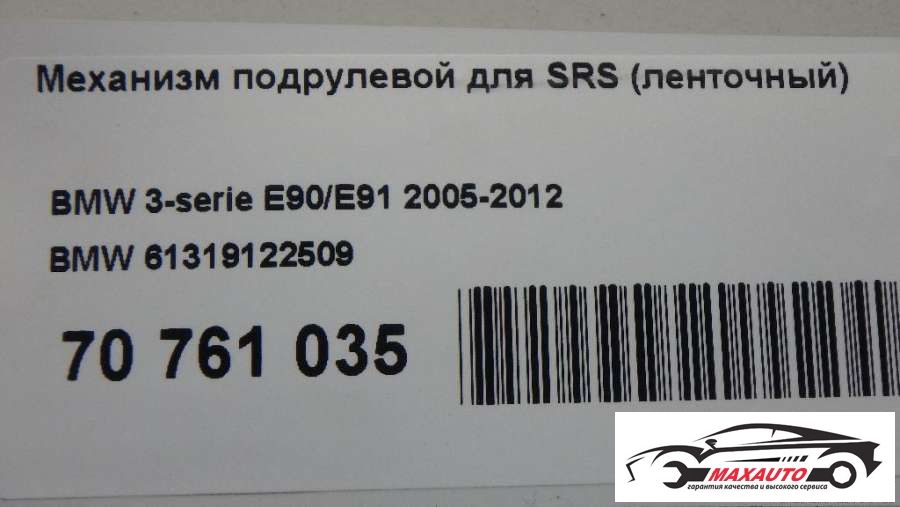 Механизм подрулевой для SRS (ленточный)
BMW 3-serie E90/E91 2005-2012
BMW 61319122509
70 761 035
MAXAUTO
гарантия качества и высокого сервиса